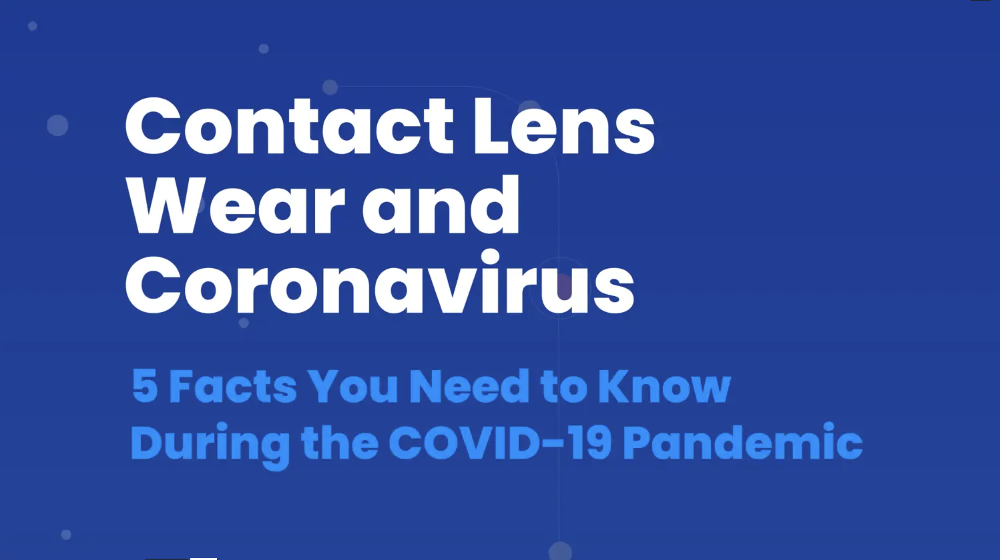 Contact Lens
Wear and
Coronavirus
5 Facts You Need to Know
During the COVID-19 Pandemic